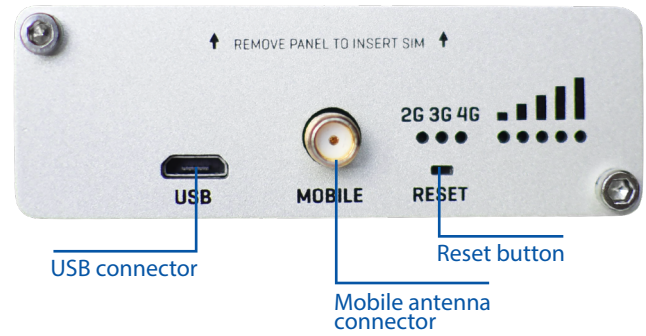 REMOVE PANEL TO INSERT SIM
2G 3G 4G
USB
MOBILE
RESET
USB connector
Reset button
Mobile antenna
connector